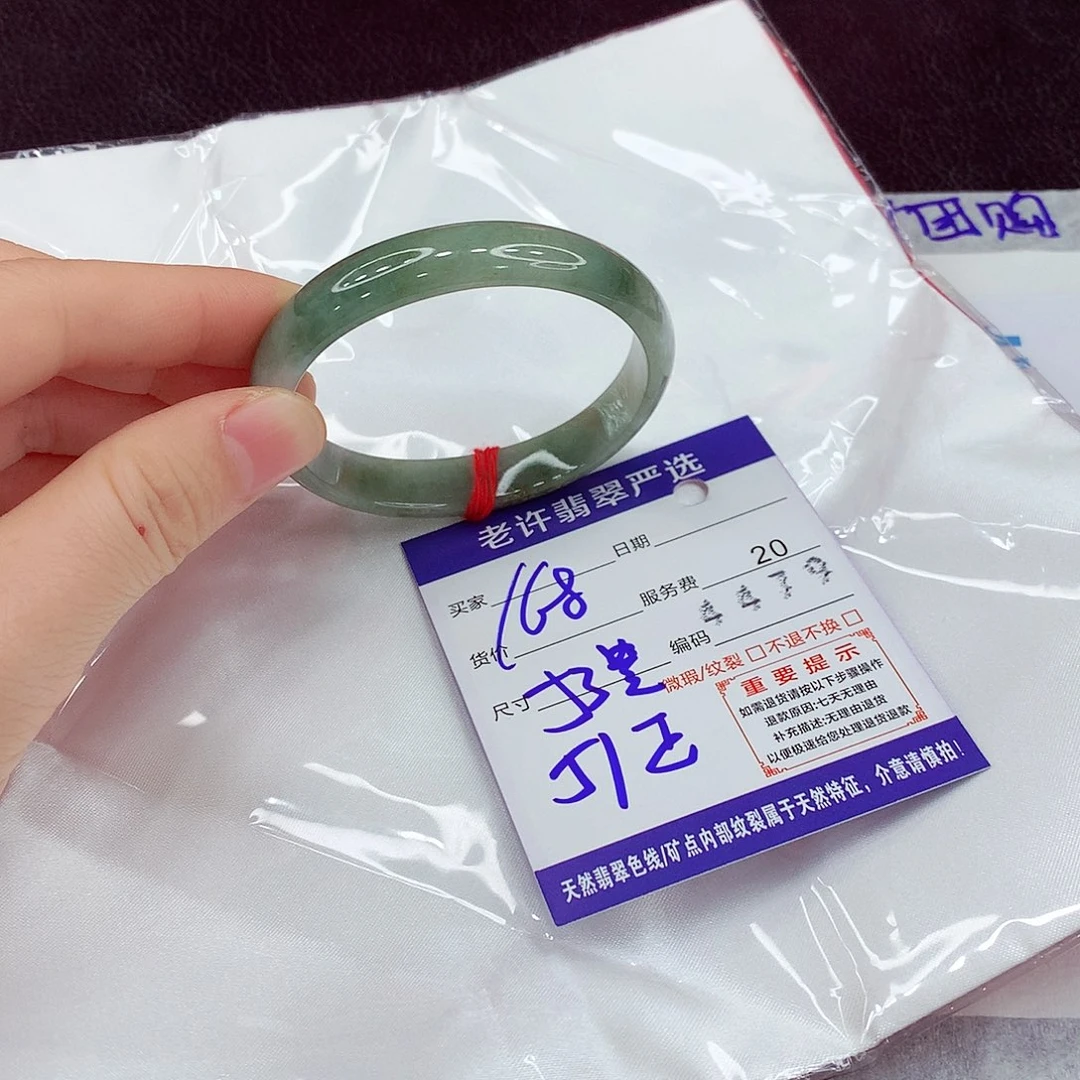 老许翡翠严选
日期
买家
168
服务费 20
货价
编码 4479
尺寸
微瑕/纹裂 □不退不换 □
重要提示
如需退货请按以下步骤操作
退款原因:七天无理由
补充描述:无理由退货
以便极速给您处理退货退款
天然翡翠色线/矿点内部纹裂属于天然特征，介意请慎拍！